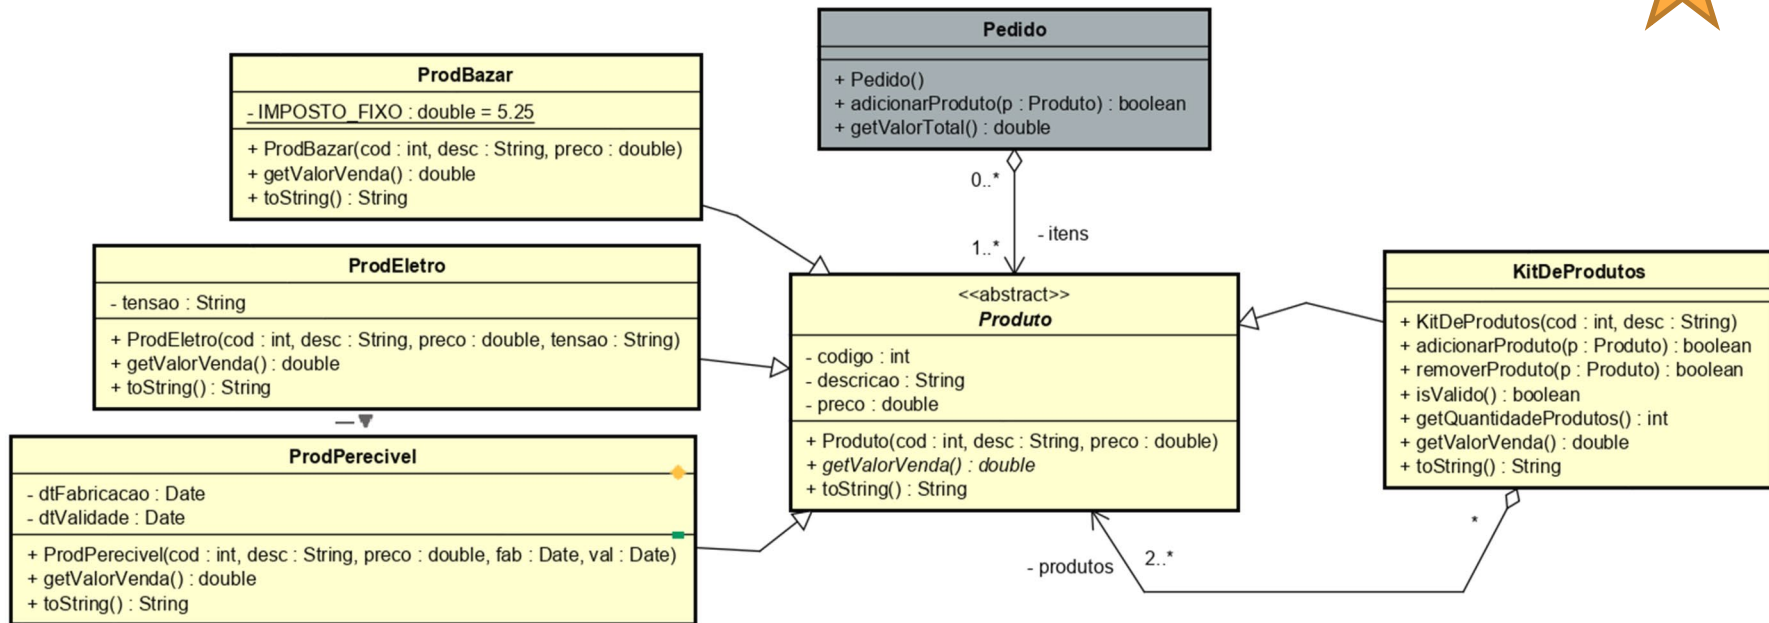 Pedido
+ Pedido()
+ adicionarProduto(p : Produto) : boolean
+ getValorTotal() : double
ProdBazar
- IMPOSTO_FIXO : double = 5.25
+ ProdBazar(cod : int, desc : String, preco : double)
+ getValorVenda() : double
+ toString() : String
0..*
- itens
1..*
ProdEletro
- tensao : String
+ ProdEletro(cod : int, desc : String, preco : double, tensao : String)
+ getValorVenda() : double
+ toString() : String
<<abstract>>
Produto
- codigo : int
- descricao : String
- preco : double
+ Produto(cod : int, desc : String, preco : double)
+ getValorVenda() : double
+ toString() : String
KitDeProdutos
+ KitDeProdutos(cod : int, desc : String)
+ adicionarProduto(p : Produto) : boolean
+ removerProduto(p : Produto) : boolean
+ isValido() : boolean
+ getQuantidadeProdutos() : int
+ getValorVenda() : double
+ toString() : String
ProdPerecivel
- dtFabricacao : Date
- dtValidade : Date
+ ProdPerecivel(cod : int, desc : String, preco : double, fab : Date, val : Date)
+ getValorVenda() : double
+ toString() : String
*
2..*
- produtos